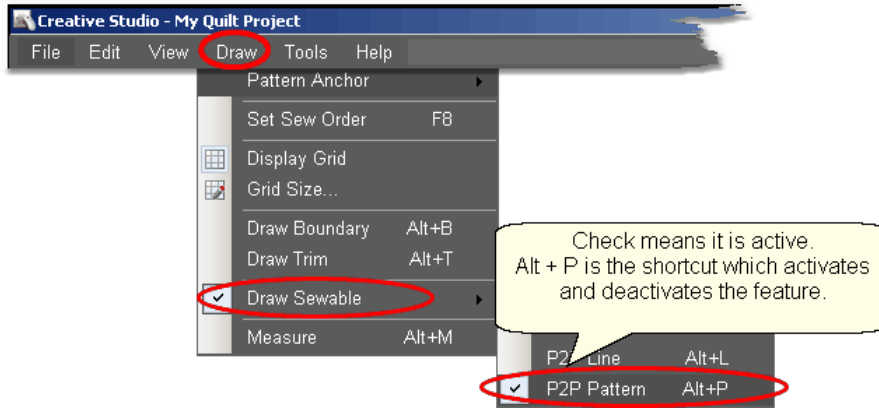 Creative Studio - My Quilt Project
File Edit View Draw Tools Help
Pattern Anchor
Set Sew Order F8
Display Grid
Grid Size...
Draw Boundary Alt+B
Draw Trim Alt+T
Draw Sewable
Measure Alt+M
Check means it is active.
Alt + P is the shortcut which activates
and deactivates the feature.
Line Alt+L
P2P Pattern Alt+P